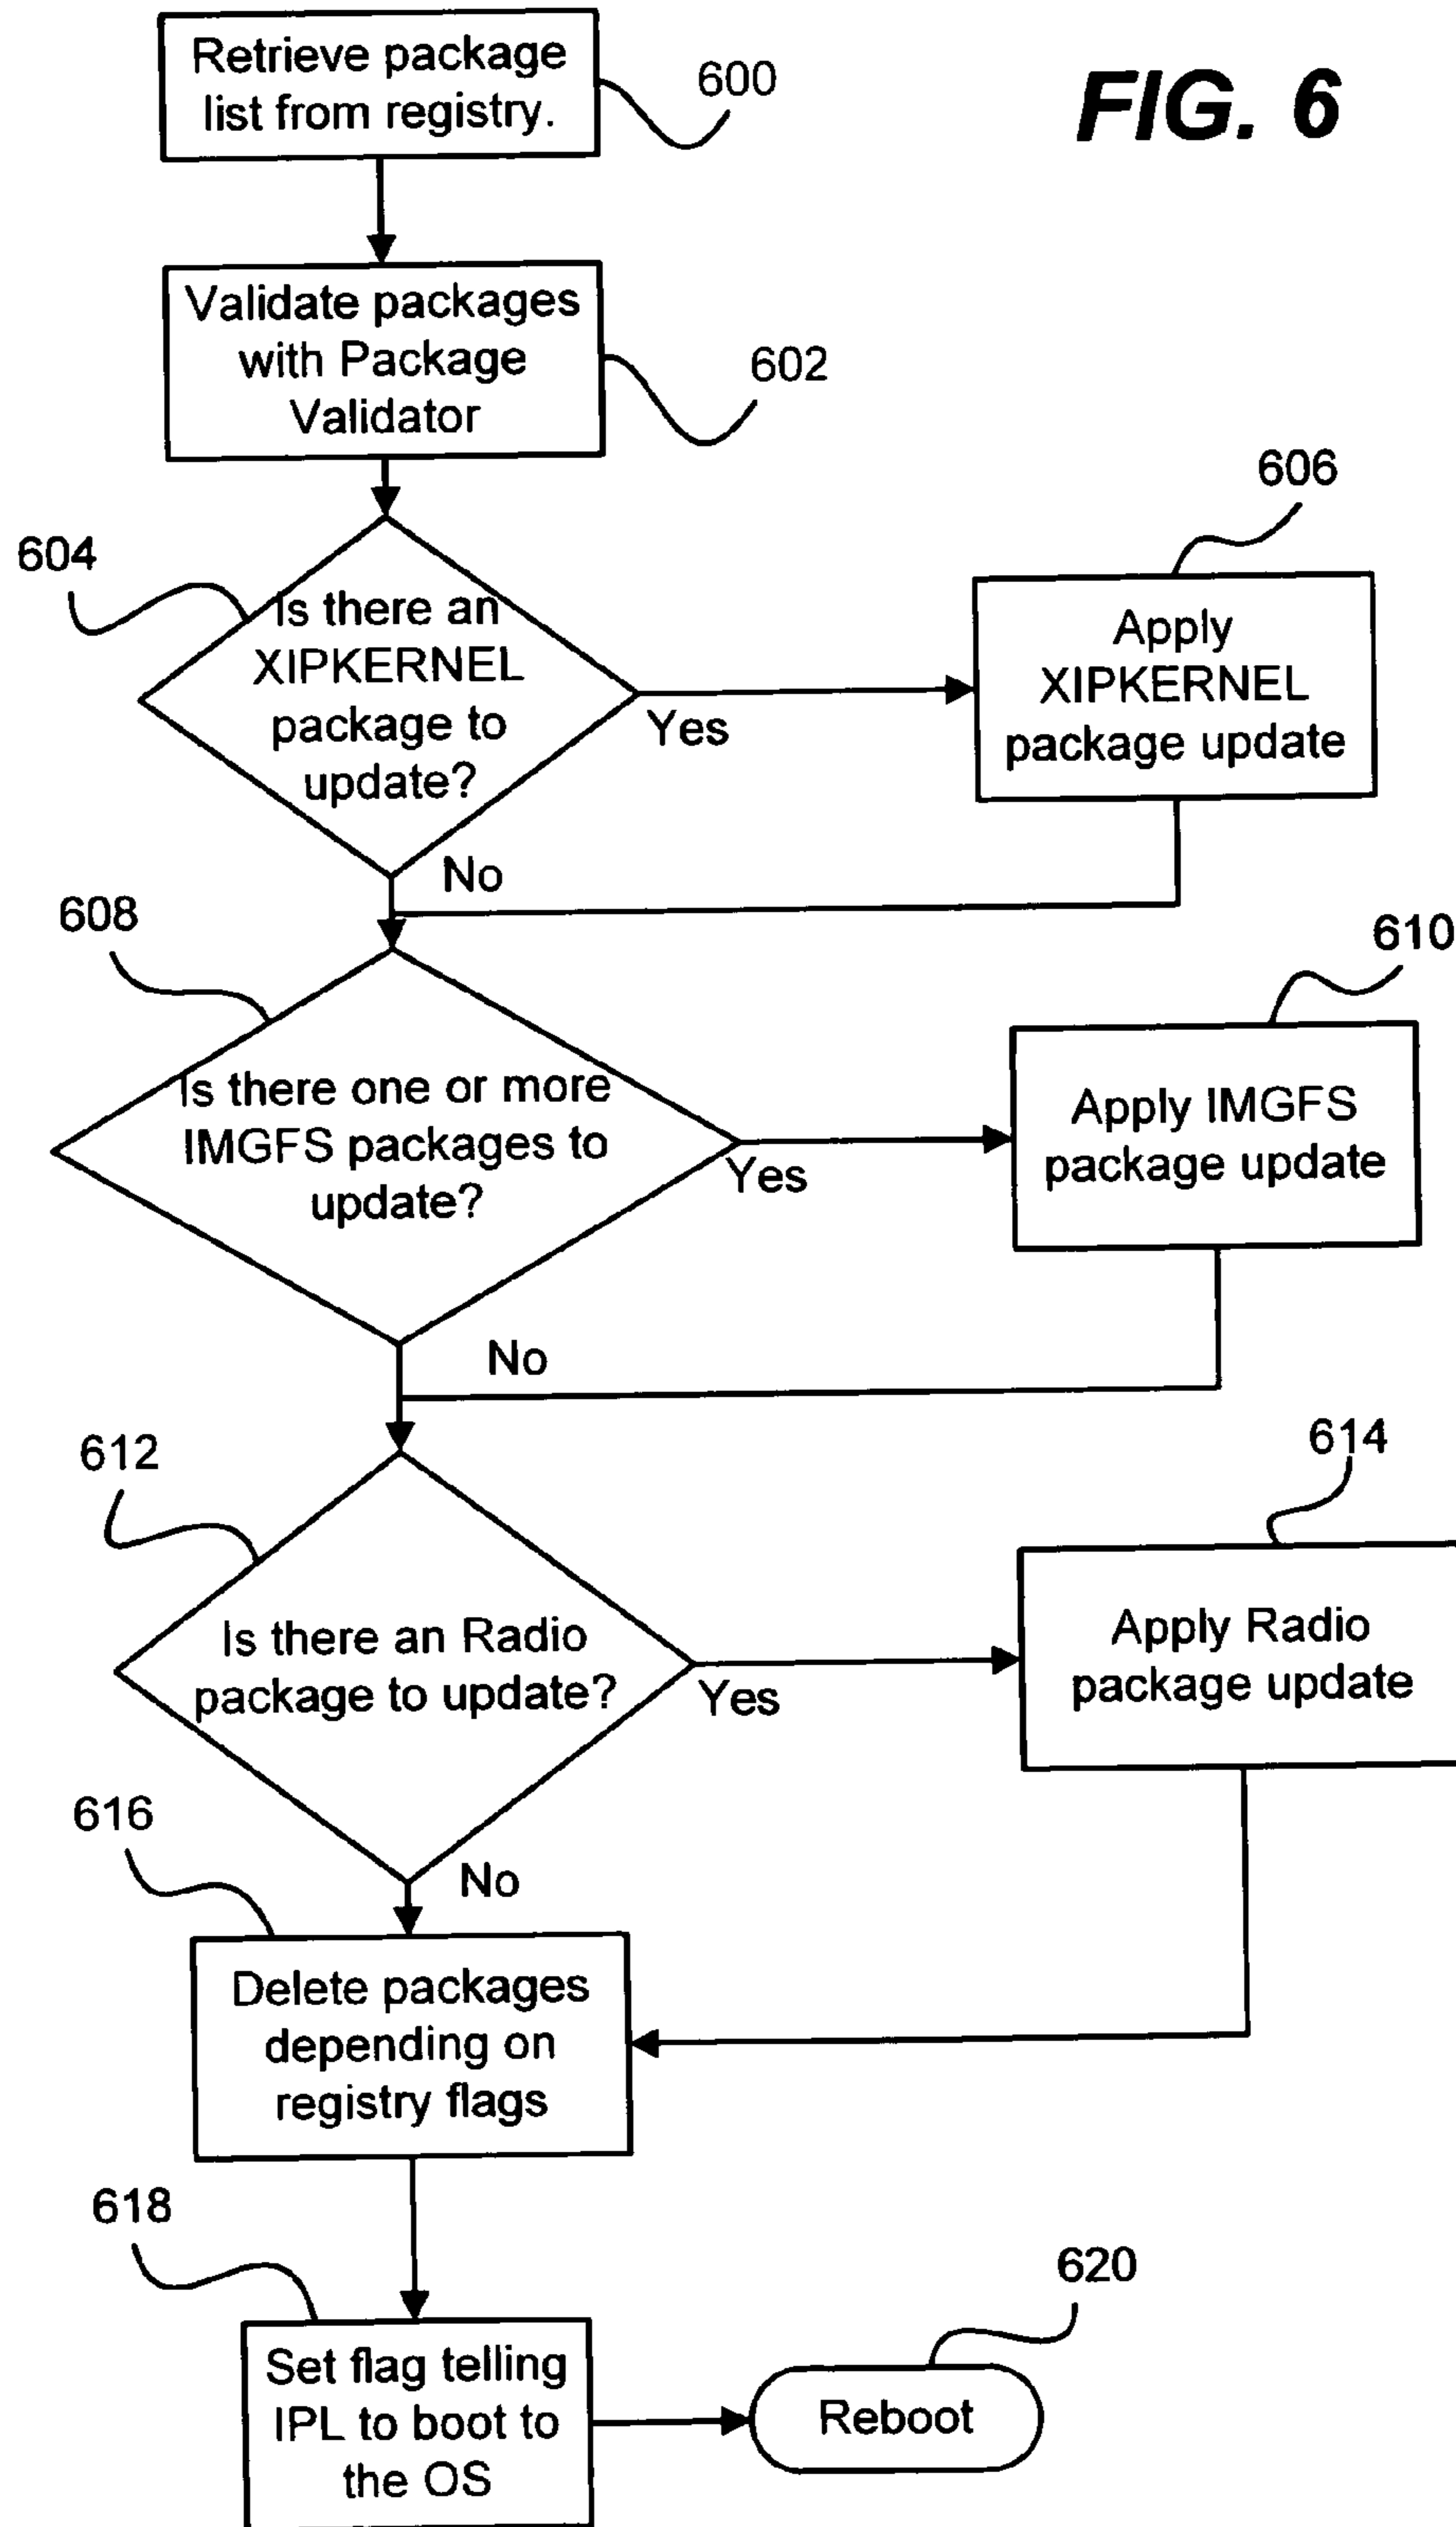 FIG. 6
Retrieve package
list from registry.
600
Validate packages
with Package
Validator
602
604
Is there an
XIPKERNEL
package to
update?
Yes
No
606
Apply
XIPKERNEL
package update
608
Is there one or more
IMGFS packages to
update?
Yes
No
610
Apply IMGFS
package update
612
Is there an Radio
package to update?
Yes
No
614
Apply Radio
package update
616
Delete packages
depending on
registry flags
618
Set flag telling
IPL to boot to
the OS
620
Reboot